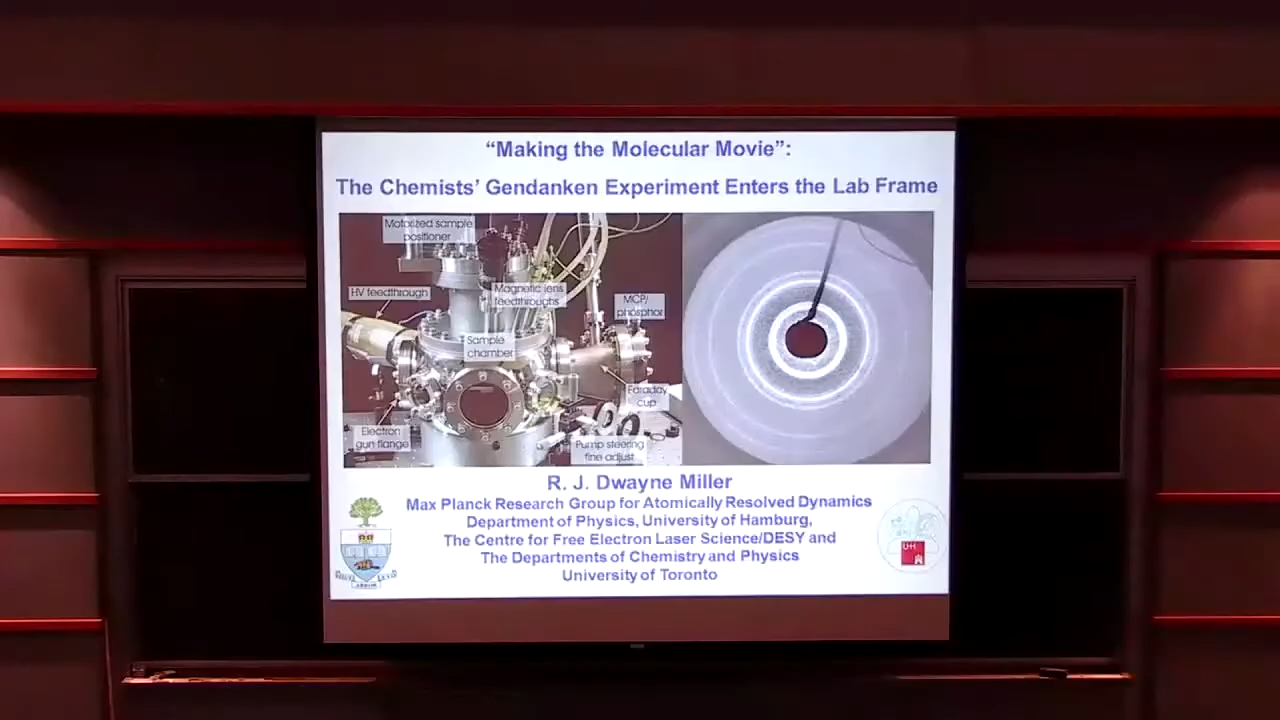 “Making the Molecular Movie”:
The Chemists’ Gendanken Experiment Enters the Lab Frame
Motorized sample
positioner
HV feedthrough
Magnetic lens
feedthroughs
MCP/
phosphor
Sample
chamber
Faraday
cup
Electron
gun flange
Pump steering
fine adjust
R. J. Dwayne Miller
Max Planck Research Group for Atomically Resolved Dynamics
Department of Physics, University of Hamburg,
The Centre for Free Electron Laser Science/DESY and
The Departments of Chemistry and Physics
University of Toronto